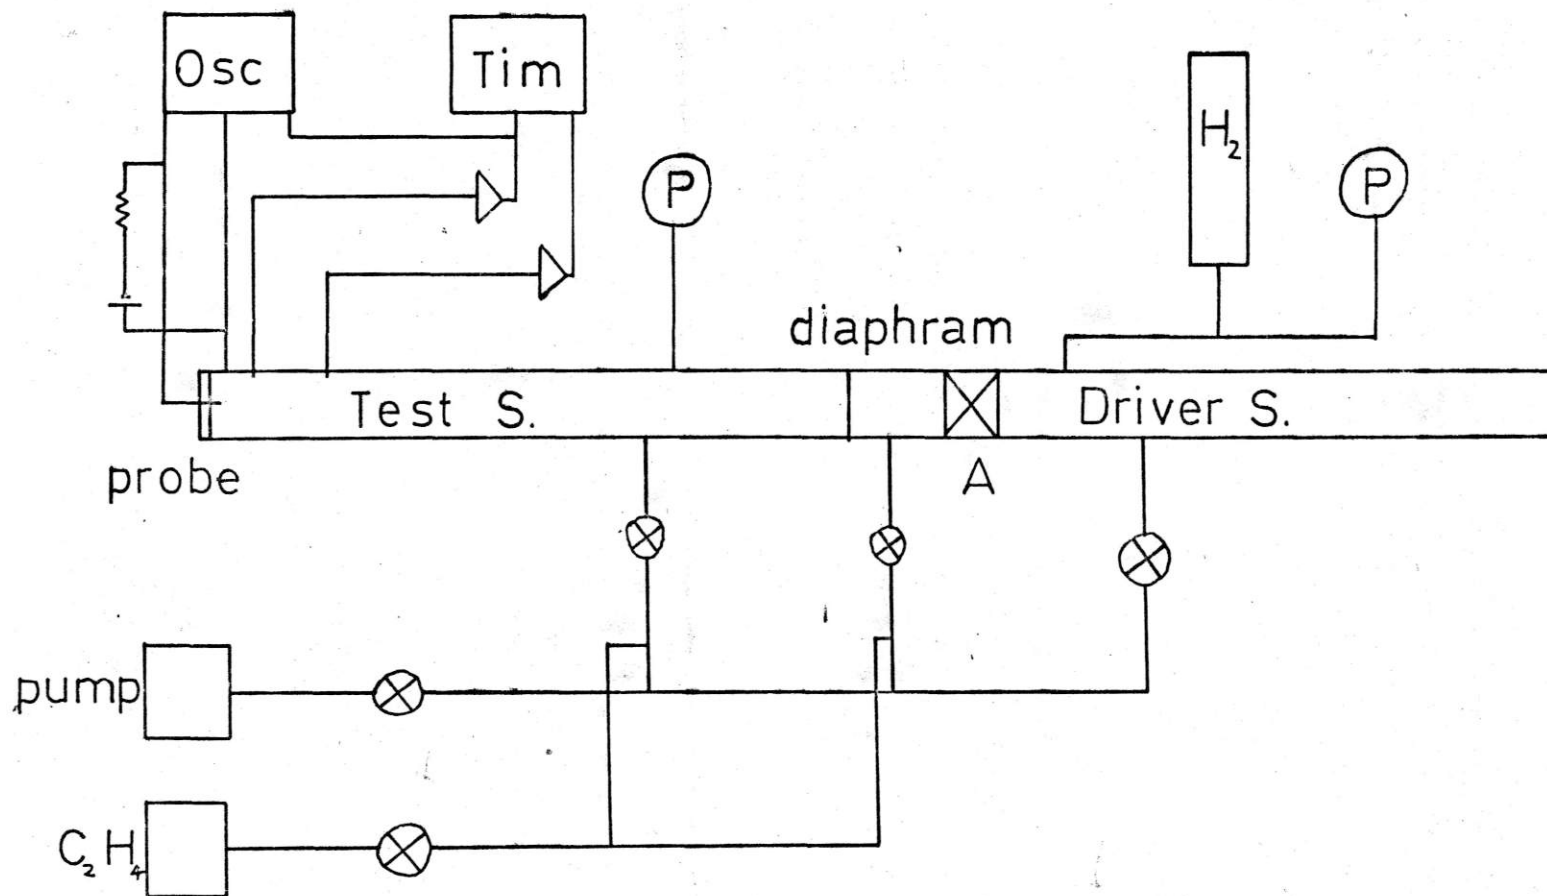 Osc
Tim
P
H₂
P
diaphram
Test S.
Driver S.
probe
A
pump
C₂H₄